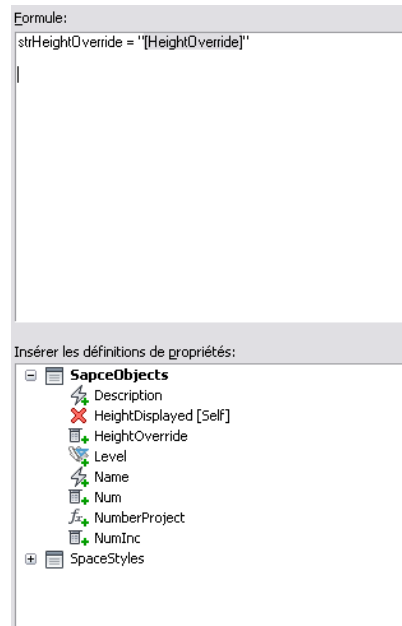 Formule:
strHeightOverride = "[HeightOverride]"
Insérer les définitions de propriétés:
SapceObjects
Description
HeightDisplayed [Self]
HeightOverride
Level
Name
Num
NumberProject
NumInc
SpaceStyles